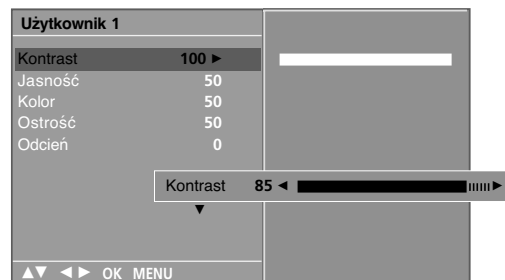 Użytkownik 1
Kontrast 100 ►
Jasność 50
Kolor 50
Ostrość 50
Odcień 0
Kontrast 85 ◄ ►
▼
▲▼ ◄► OK MENU